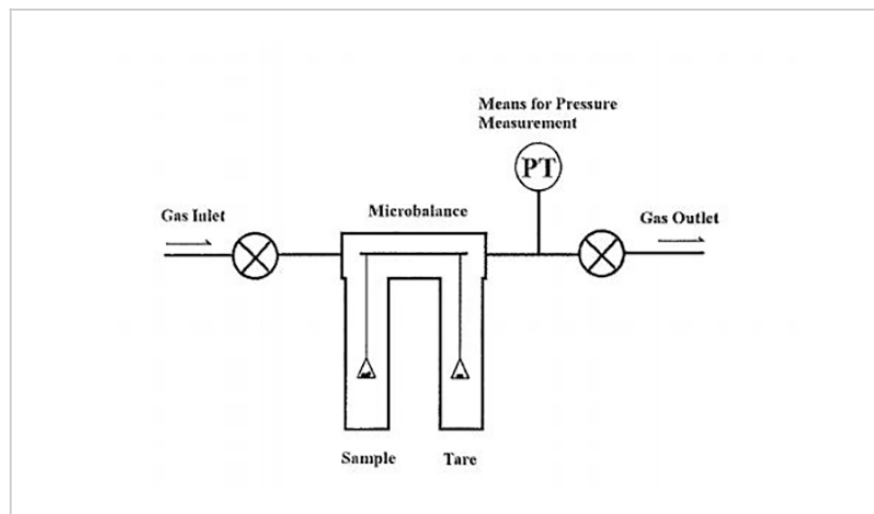 Means for Pressure
Measurement
PT
Gas Inlet
Microbalance
Gas Outlet
Sample
Tare